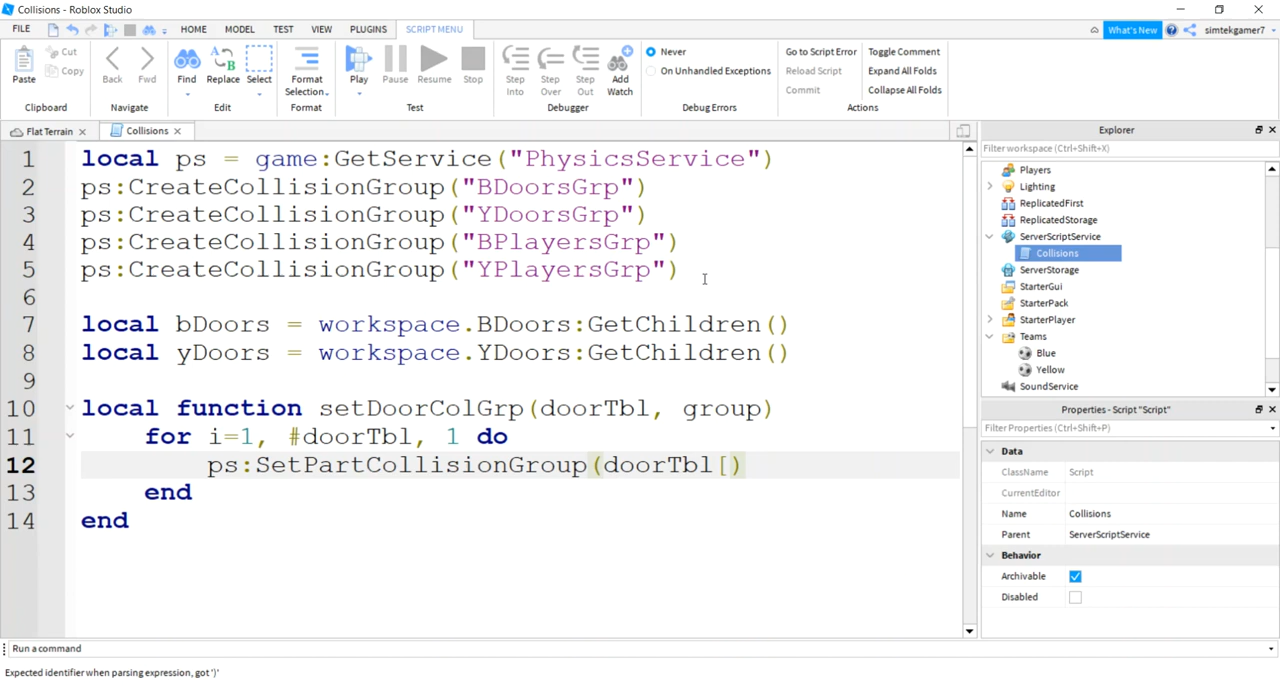 Collisions - Roblox Studio
FILE HOME MODEL TEST VIEW PLUGINS SCRIPT MENU What's New simtekgamer7
Paste Cut Copy Back Fwd Find Replace Select Format Selection Play Pause Resume Stop Step Into Step Over Step Out Add Watch Never On Unhandled Exceptions Go to Script Error Reload Script Commit Toggle Comment Expand All Folds Collapse All Folds
Clipboard Navigate Edit Format Test Debugger Debug Errors Actions
Flat Terrain Collisions
1 local ps = game:GetService("PhysicsService")
2 ps:CreateCollisionGroup("BDoorsGrp")
3 ps:CreateCollisionGroup("YDoorsGrp")
4 ps:CreateCollisionGroup("BPlayersGrp")
5 ps:CreateCollisionGroup("YPlayersGrp")
6
7 local bDoors = workspace.BDoors:GetChildren()
8 local yDoors = workspace.YDoors:GetChildren()
9
10 local function setDoorColGrp(doorTbl, group)
11 for i=1, #doorTbl, 1 do
12 ps:SetPartCollisionGroup(doorTbl[)
13 end
14 end
Explorer
Filter workspace (Ctrl+Shift+X)
Players
Lighting
ReplicatedFirst
ReplicatedStorage
ServerScriptService
Collisions
ServerStorage
StarterGui
StarterPack
StarterPlayer
Teams
Blue
Yellow
SoundService
Properties - Script "Script"
Filter Properties (Ctrl+Shift+P)
Data
ClassName Script
CurrentEditor
Name Collisions
Parent ServerScriptService
Behavior
Archivable
Disabled
Run a command
Expected identifier when parsing expression, got ')'